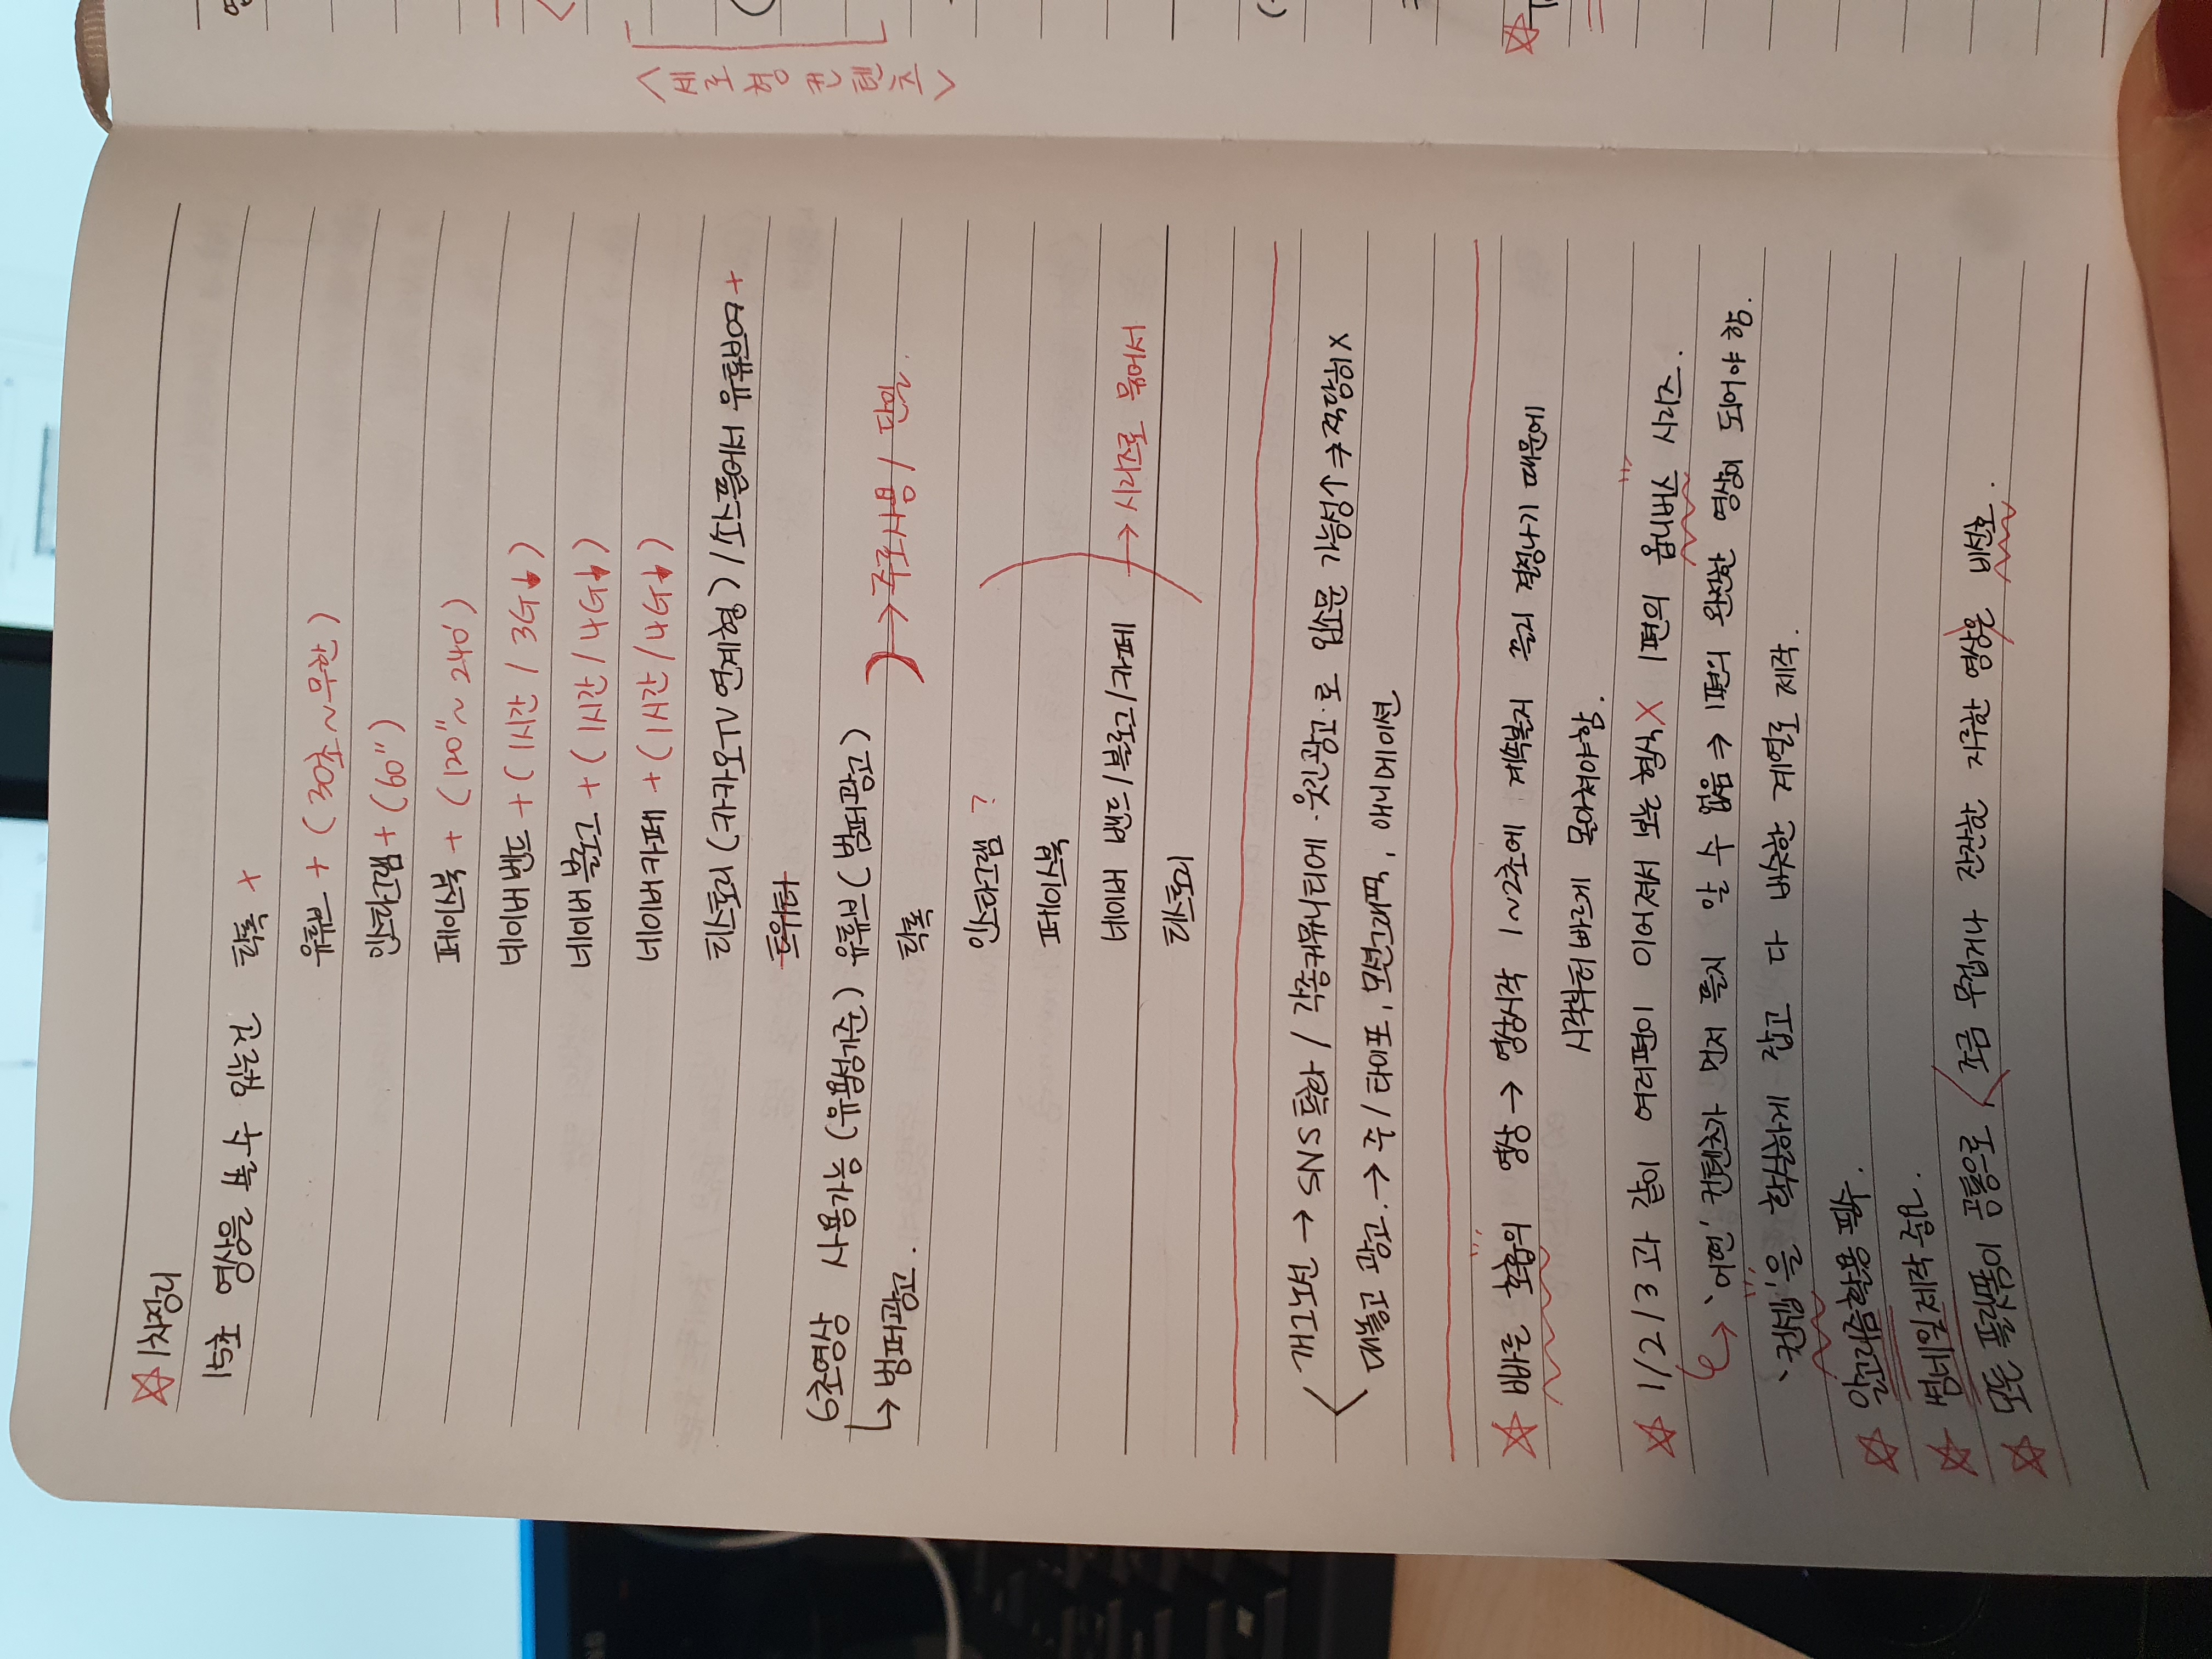 ☆ 1차정리
15초 영상을 쓸 수 있는건 틱톡 +
유튜브 + (30초~무한)
인스타그램 + (60")
페이스북 + (120"~ 240')
네이버밴드 + (1시간 / 3G↓)
네이버 블로그 + (1시간 / 4G↓)
네이버카페 + (1시간 / 4G↓)
티스토리 (카카오TV 연계형) / 소스플에서 유튜브여 +
트위터
6초영상 사용가능 (유용성기준) 유튜브 (범퍼광고)
↳ 범퍼광고.
→ 주로사용 / 단일.
틱톡
인스타그램 ?
페이스북
네이버 밴드/블로그/카페 → 시리즈로 묶어서
티스토리
개그노선 → SNS 특화 / 각종커뮤니티에 '웃긴광고'로 입소문 가능성↑ ⇒ 적당히 X
대놓고 광고. → 주 / 타이포, 모션그래픽, 애니메이션
☆ 빠른 호흡의 영상 → 영상시작 1~2초에 계속볼지 끌지 결정나기 때문에
시작부터 빠르게 몰아쳐야함.
☆ 1/2/3과 같이 여러편이 이어져서 보는 형식 X 1편의 옴니버스 시리즈.
↳ '어떤' 컨텐츠가 먼저 뜰지 알 수 없음 ⇒ 1편의 완전한 영상이 되어야 함.
'컨셉'을 확실하게 잡고 다 비슷한 계열로 제작.
☆ 알고리즘활용 필수.
☆ 썸네일제작 중요.
☆ 모든 플랫폼이 공통으로 <조금 무겁거나 잔잔한 지루한 영상>은 비선호.
<세로형 컨텐츠>